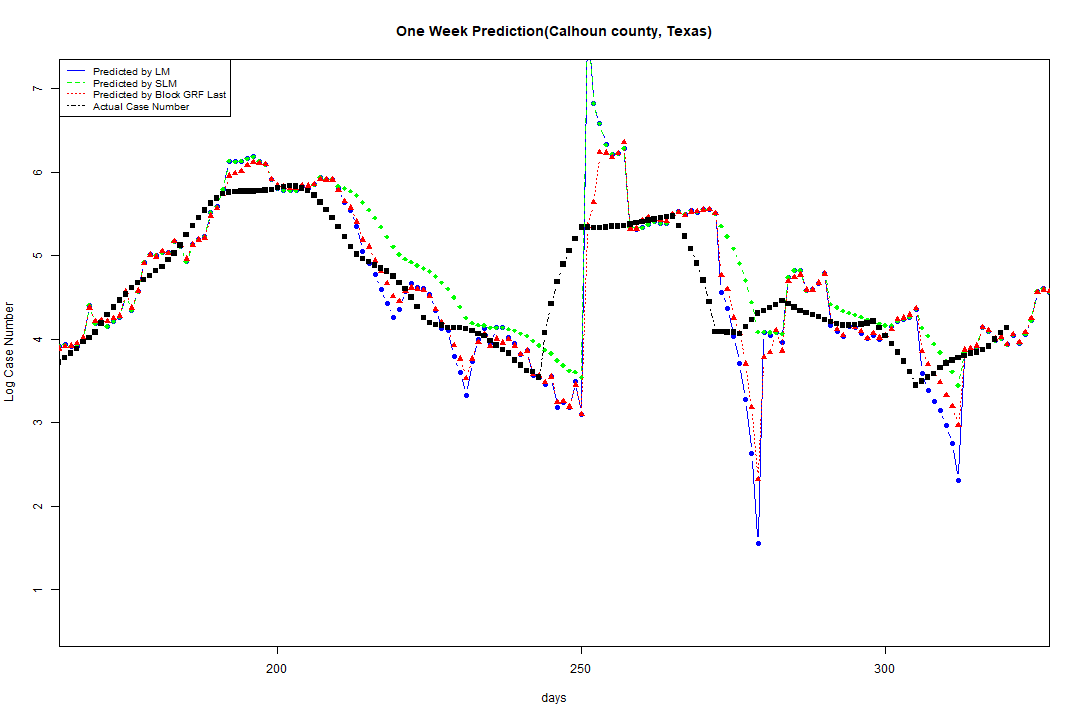 One Week Prediction(Calhoun county, Texas)
Predicted by LM
Predicted by SLM
Predicted by Block GRF Last
Actual Case Number
7
6
5
4
3
2
1
Log Case Number
200
250
300
days